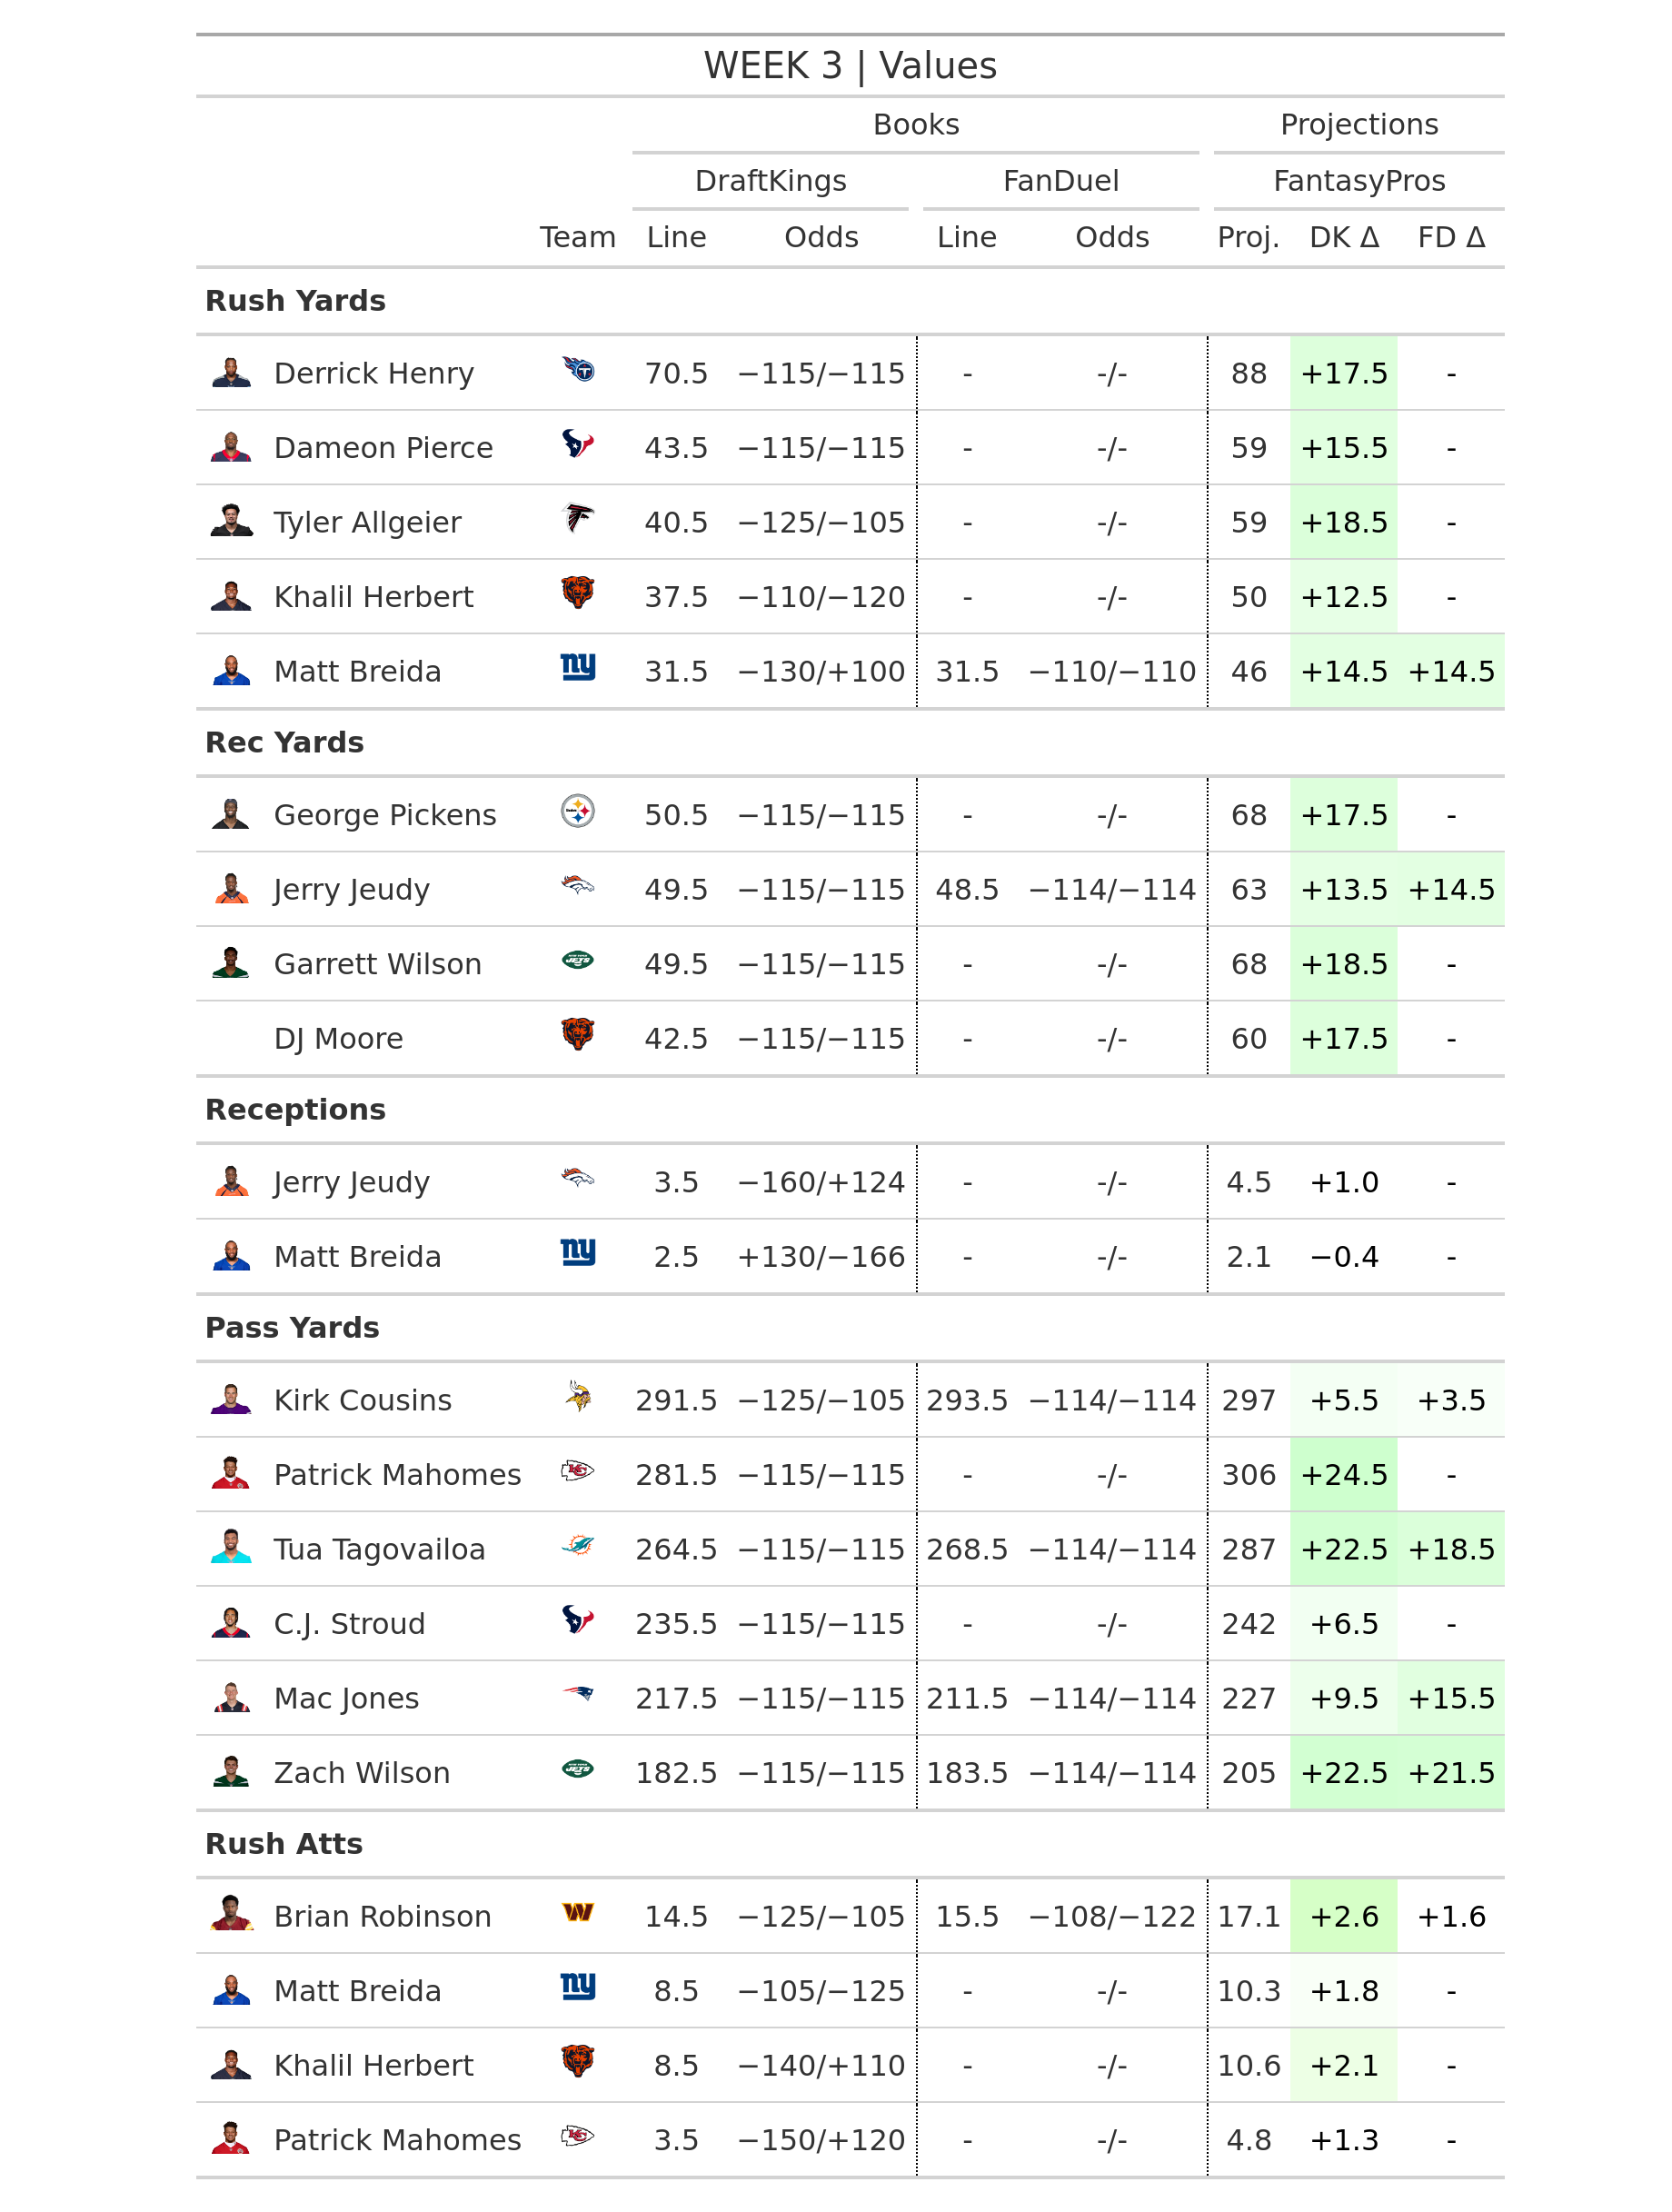 WEEK 3 | Values
Books Projections
DraftKings FanDuel FantasyPros
Team Line Odds Line Odds Proj. DK Δ FD Δ
Rush Yards
Derrick Henry 70.5 −115/−115 - -/- 88 +17.5 -
Dameon Pierce 43.5 −115/−115 - -/- 59 +15.5 -
Tyler Allgeier 40.5 −125/−105 - -/- 59 +18.5 -
Khalil Herbert 37.5 −110/−120 - -/- 50 +12.5 -
Matt Breida ny 31.5 −130/+100 31.5 −110/−110 46 +14.5 +14.5
Rec Yards
George Pickens 50.5 −115/−115 - -/- 68 +17.5 -
Jerry Jeudy 49.5 −115/−115 48.5 −114/−114 63 +13.5 +14.5
Garrett Wilson JETS 49.5 −115/−115 - -/- 68 +18.5 -
DJ Moore 42.5 −115/−115 - -/- 60 +17.5 -
Receptions
Jerry Jeudy 3.5 −160/+124 - -/- 4.5 +1.0 -
Matt Breida ny 2.5 +130/−166 - -/- 2.1 −0.4 -
Pass Yards
Kirk Cousins 291.5 −125/−105 293.5 −114/−114 297 +5.5 +3.5
Patrick Mahomes KC 281.5 −115/−115 - -/- 306 +24.5 -
Tua Tagovailoa 264.5 −115/−115 268.5 −114/−114 287 +22.5 +18.5
C.J. Stroud 235.5 −115/−115 - -/- 242 +6.5 -
Mac Jones 217.5 −115/−115 211.5 −114/−114 227 +9.5 +15.5
Zach Wilson JETS 182.5 −115/−115 183.5 −114/−114 205 +22.5 +21.5
Rush Atts
Brian Robinson W 14.5 −125/−105 15.5 −108/−122 17.1 +2.6 +1.6
Matt Breida ny 8.5 −105/−125 - -/- 10.3 +1.8 -
Khalil Herbert 8.5 −140/+110 - -/- 10.6 +2.1 -
Patrick Mahomes KC 3.5 −150/+120 - -/- 4.8 +1.3 -